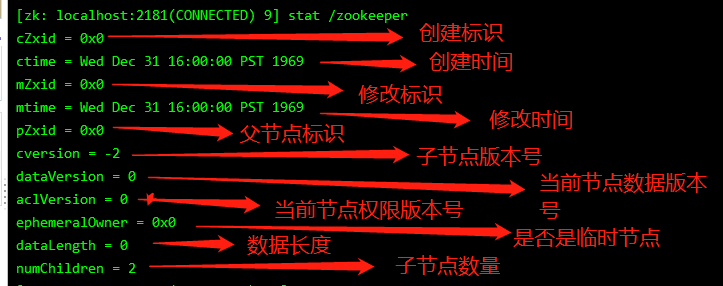 [zk: localhost:2181(CONNECTED) 9] stat /zookeeper
cZxid = 0x0 创建标识
ctime = Wed Dec 31 16:00:00 PST 1969 创建时间
mZxid = 0x0 修改标识
mtime = Wed Dec 31 16:00:00 PST 1969 修改时间
pZxid = 0x0 父节点标识
cversion = -2 子节点版本号
dataVersion = 0 当前节点数据版本
号
aclVersion = 0 当前节点权限版本号
ephemeralOwner = 0x0 是否是临时节点
dataLength = 0 数据长度
numChildren = 2 子节点数量